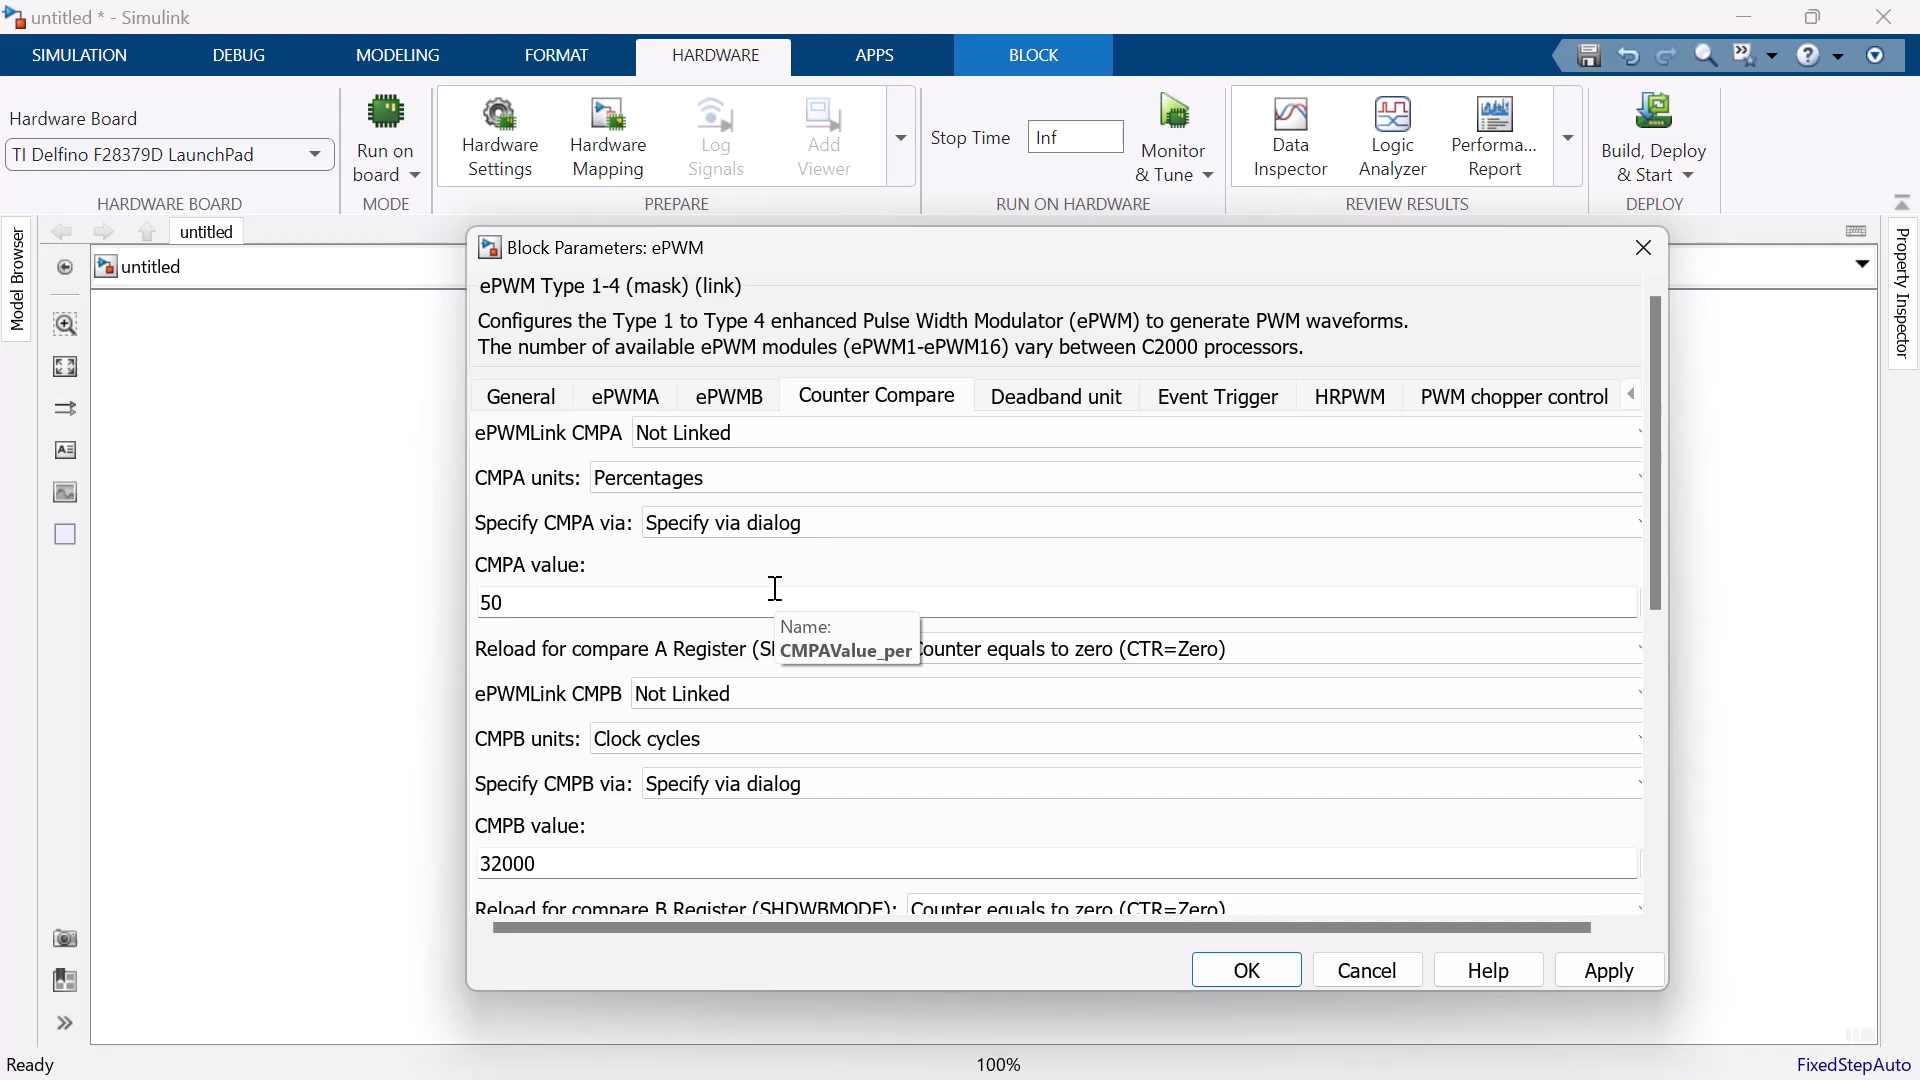 untitled * - Simulink
SIMULATION DEBUG MODELING FORMAT HARDWARE APPS BLOCK
Hardware Board
TI Delfino F28379D LaunchPad
HARDWARE BOARD
Run on
board
MODE
Hardware
Settings
Hardware
Mapping
Log
Signals
Add
Viewer
PREPARE
Stop Time Inf
Monitor
& Tune
RUN ON HARDWARE
Data
Inspector
Logic
Analyzer
Performa...
Report
REVIEW RESULTS
Build, Deploy
& Start
DEPLOY
Model Browser
untitled
untitled
Property Inspector
Block Parameters: ePWM
ePWM Type 1-4 (mask) (link)
Configures the Type 1 to Type 4 enhanced Pulse Width Modulator (ePWM) to generate PWM waveforms.
The number of available ePWM modules (ePWM1-ePWM16) vary between C2000 processors.
General ePWMA ePWMB Counter Compare Deadband unit Event Trigger HRPWM PWM chopper control
ePWMLink CMPA Not Linked
CMPA units: Percentages
Specify CMPA via: Specify via dialog
CMPA value:
50
Name:
CMPAValue_per
Reload for compare A Register ounter equals to zero (CTR=Zero)
ePWMLink CMPB Not Linked
CMPB units: Clock cycles
Specify CMPB via: Specify via dialog
CMPB value:
32000
Reload for compare B Register (SHDWBMODE): Counter equals to zero (CTR=Zero)
OK Cancel Help Apply
Ready 100% FixedStepAuto